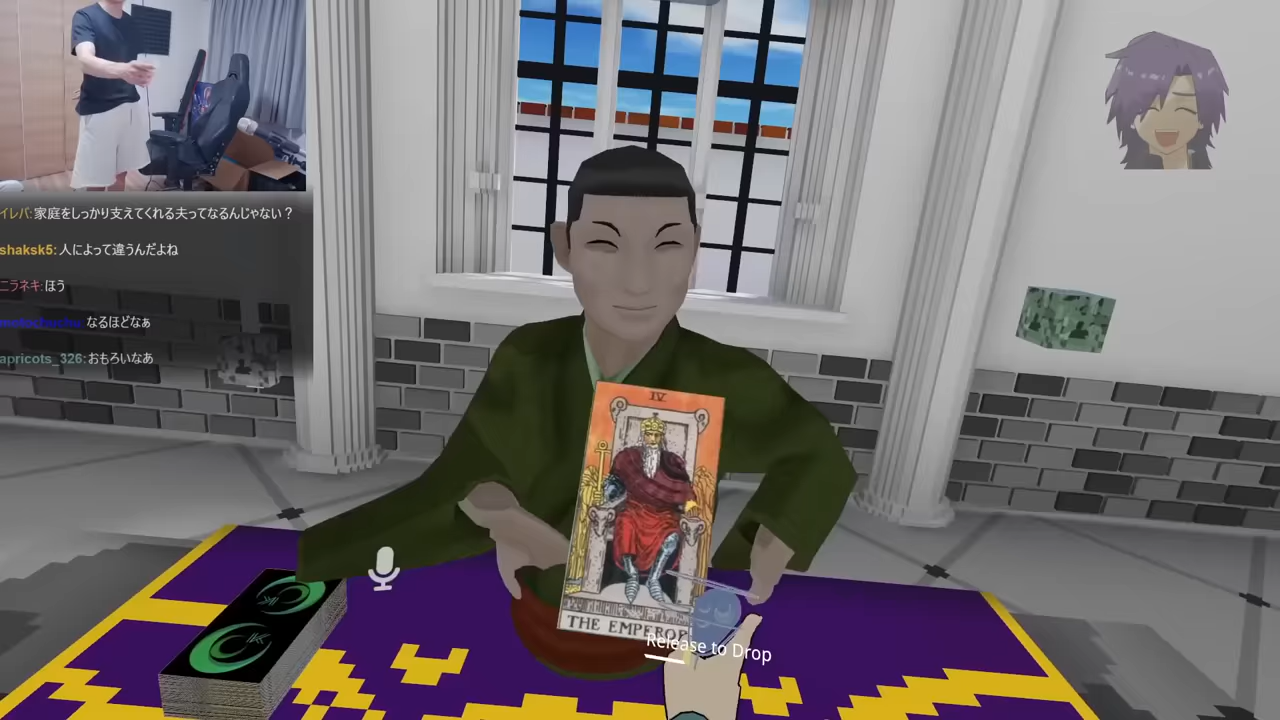 イレバ: 家庭をしっかり支えてくれる夫ってなるんじゃない？
shaksk5: 人によって違うんだよね
ニラネキ: ほう
なるほどなぁ
apricots_326: おもろいなあ
IV
THE EMPEROR
Release to Drop